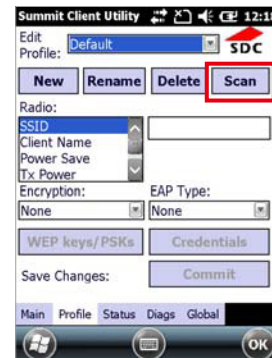 Summit Client Utility 12:1
Edit Profile: Default
SDC
New Rename Delete Scan
Radio:
SSID
Client Name
Power Save
Tx Power
Encryption: EAP Type:
None None
WEP keys/PSKs Credentials
Save Changes: Commit
Main Profile Status Diags Global
OK